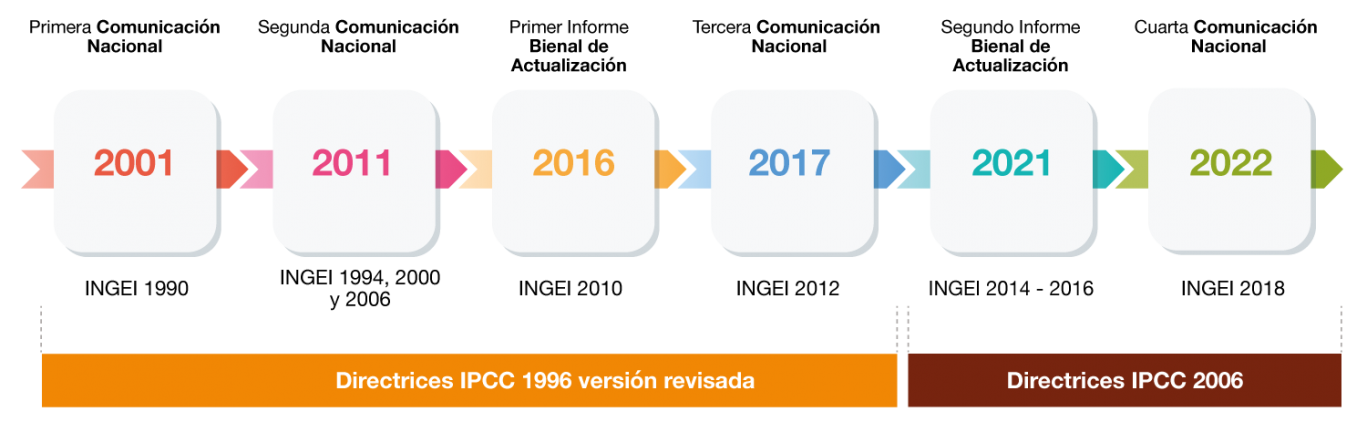 Primera Comunicación
Nacional
Segunda Comunicación
Nacional
Primer Informe
Bienal de
Actualización
Tercera Comunicación
Nacional
Segundo Informe
Bienal de
Actualización
Cuarta Comunicación
Nacional
2001
2011
2016
2017
2021
2022
INGEI 1990
INGEI 1994, 2000
y 2006
INGEI 2010
INGEI 2012
INGEI 2014 - 2016
INGEI 2018
Directrices IPCC 1996 versión revisada
Directrices IPCC 2006